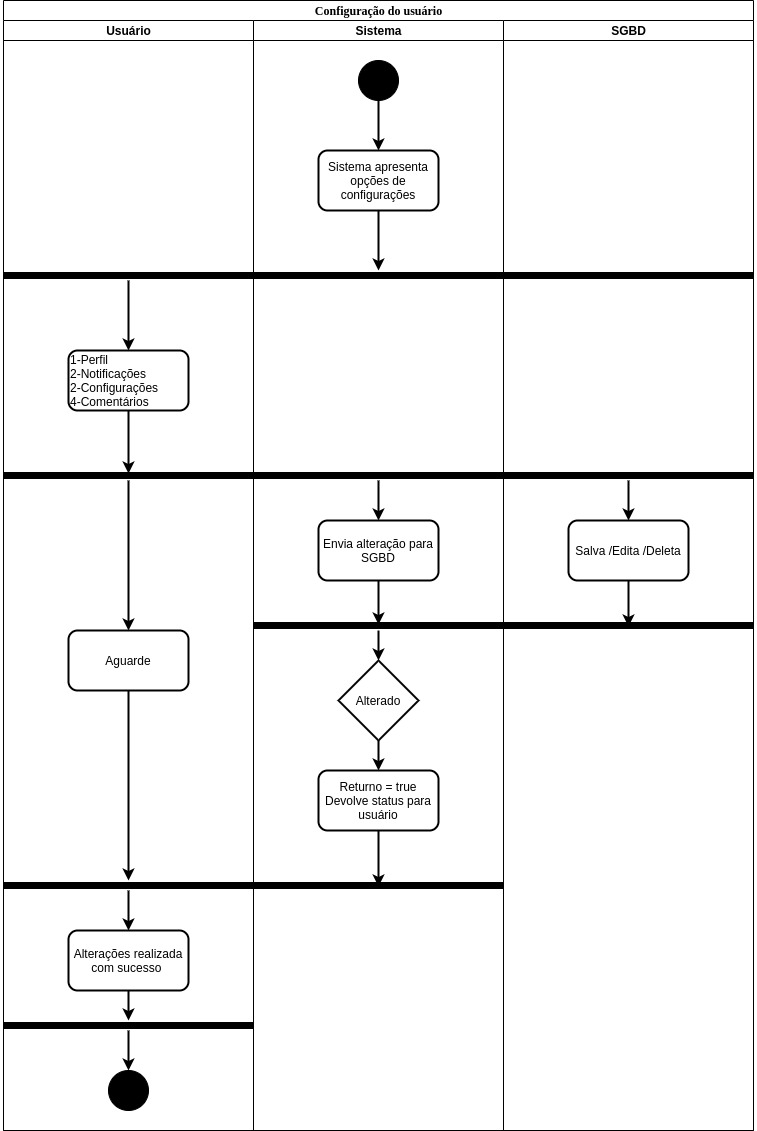 Configuração do usuário
Usuário
Sistema
SGBD
Sistema apresenta
opções de
configurações
1-Perfil
2-Notificações
2-Configurações
4-Comentários
Envia alteração para
SGBD
Salva /Edita /Deleta
Aguarde
Alterado
Returno = true
Devolve status para
usuário
Alterações realizada
com sucesso